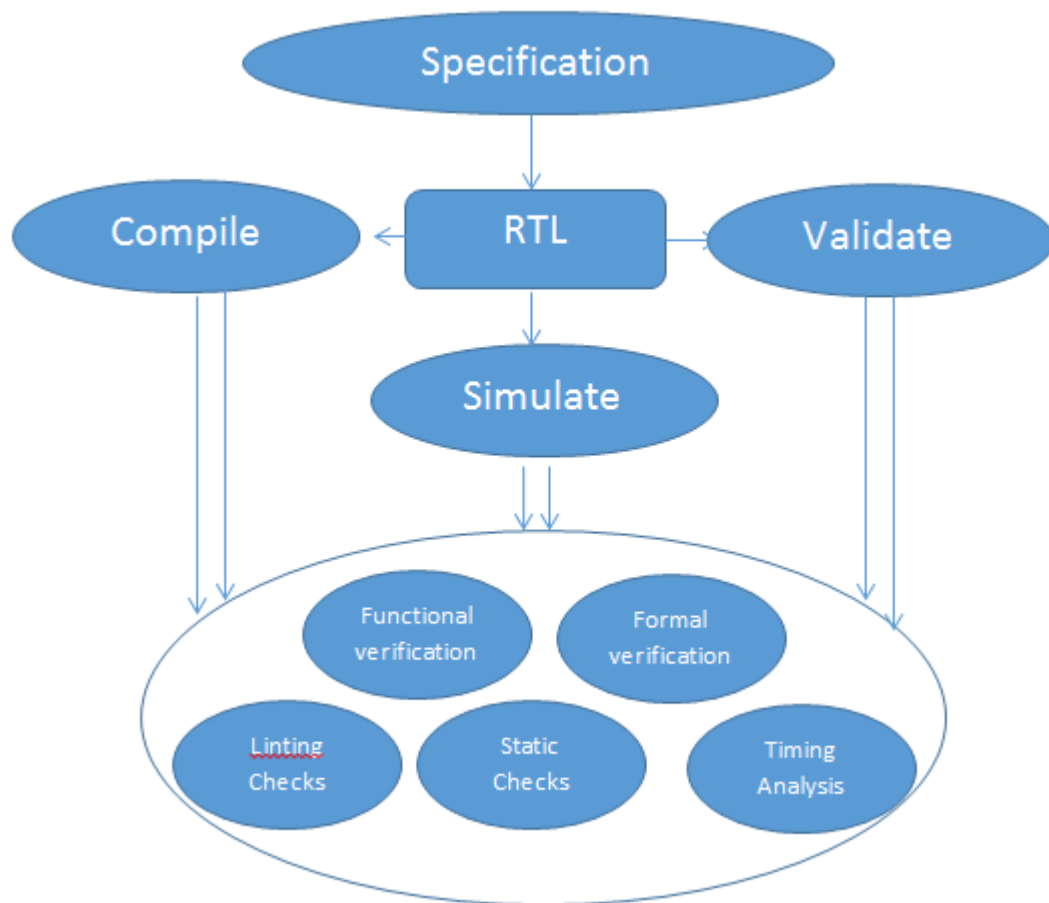 Specification
Compile
RTL
Validate
Simulate
Functional
verification
Formal
verification
Linting
Checks
Static
Checks
Timing
Analysis